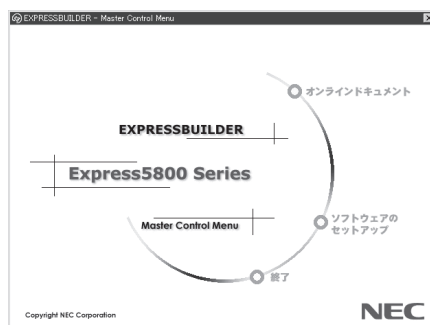 EXPRESSBUILDER - Master Control Menu
オンラインドキュメント
EXPRESSBUILDER
Express5800 Series
ソフトウェアの
セットアップ
Master Control Menu
終了
Copyright NEC Corporation
NEC